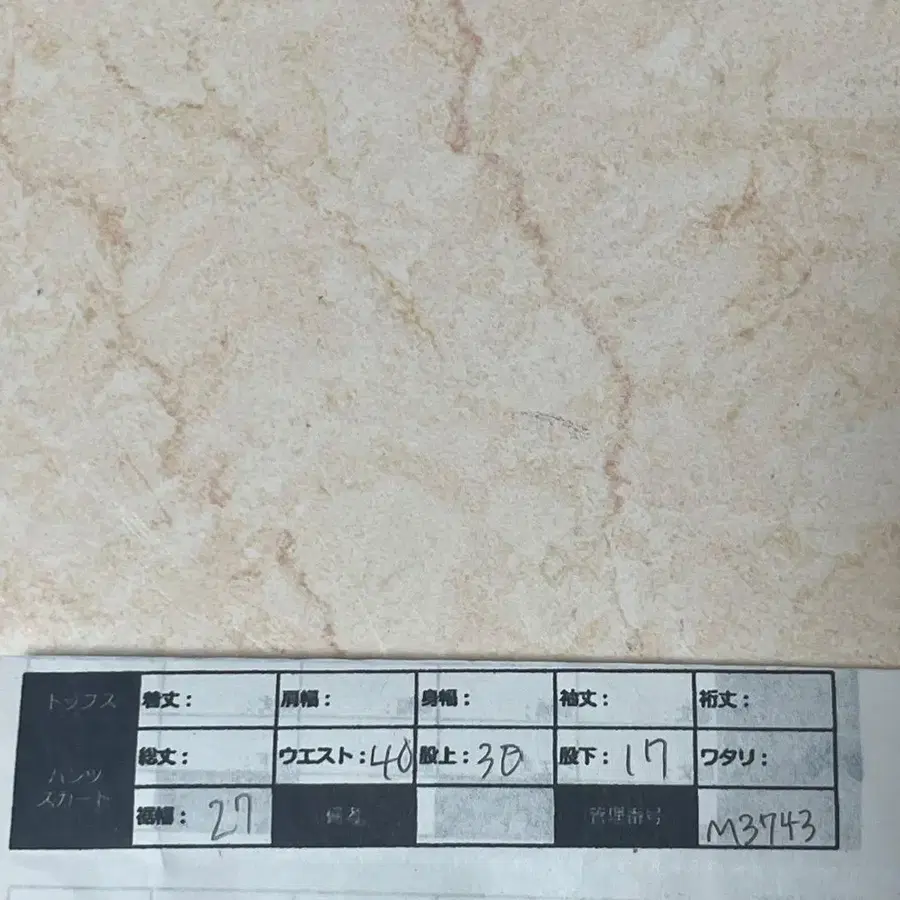 トップス 着丈： 肩幅： 身幅： 袖丈： 裄丈：
パンツ スカート 総丈： ウエスト：40 股上：30 股下：17 ワタリ：
裾幅：27 備考 管理番号 M3743